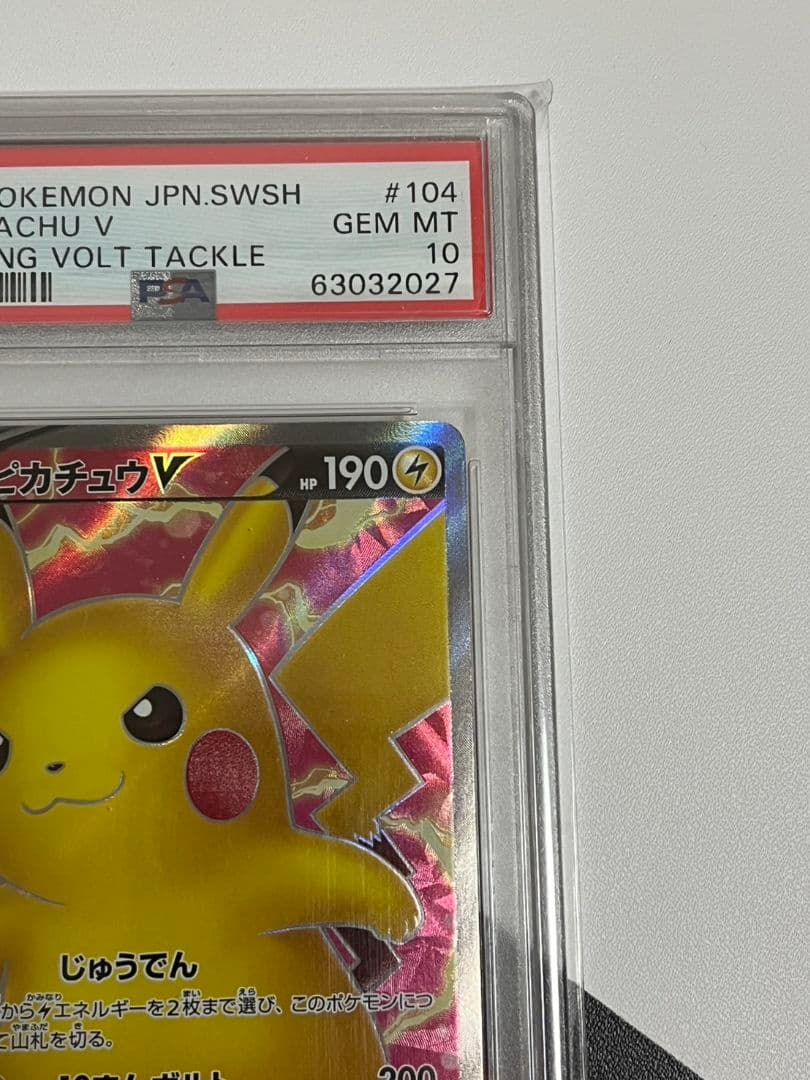 OKEMON JPN.SWSH #104
ACHU V GEM MT
NG VOLT TACKLE 10
PSA 63032027
ピカチュウV HP 190
じゅうでん
から エネルギーを2枚まで選び、このポケモンにつ
て山札を切る。
200